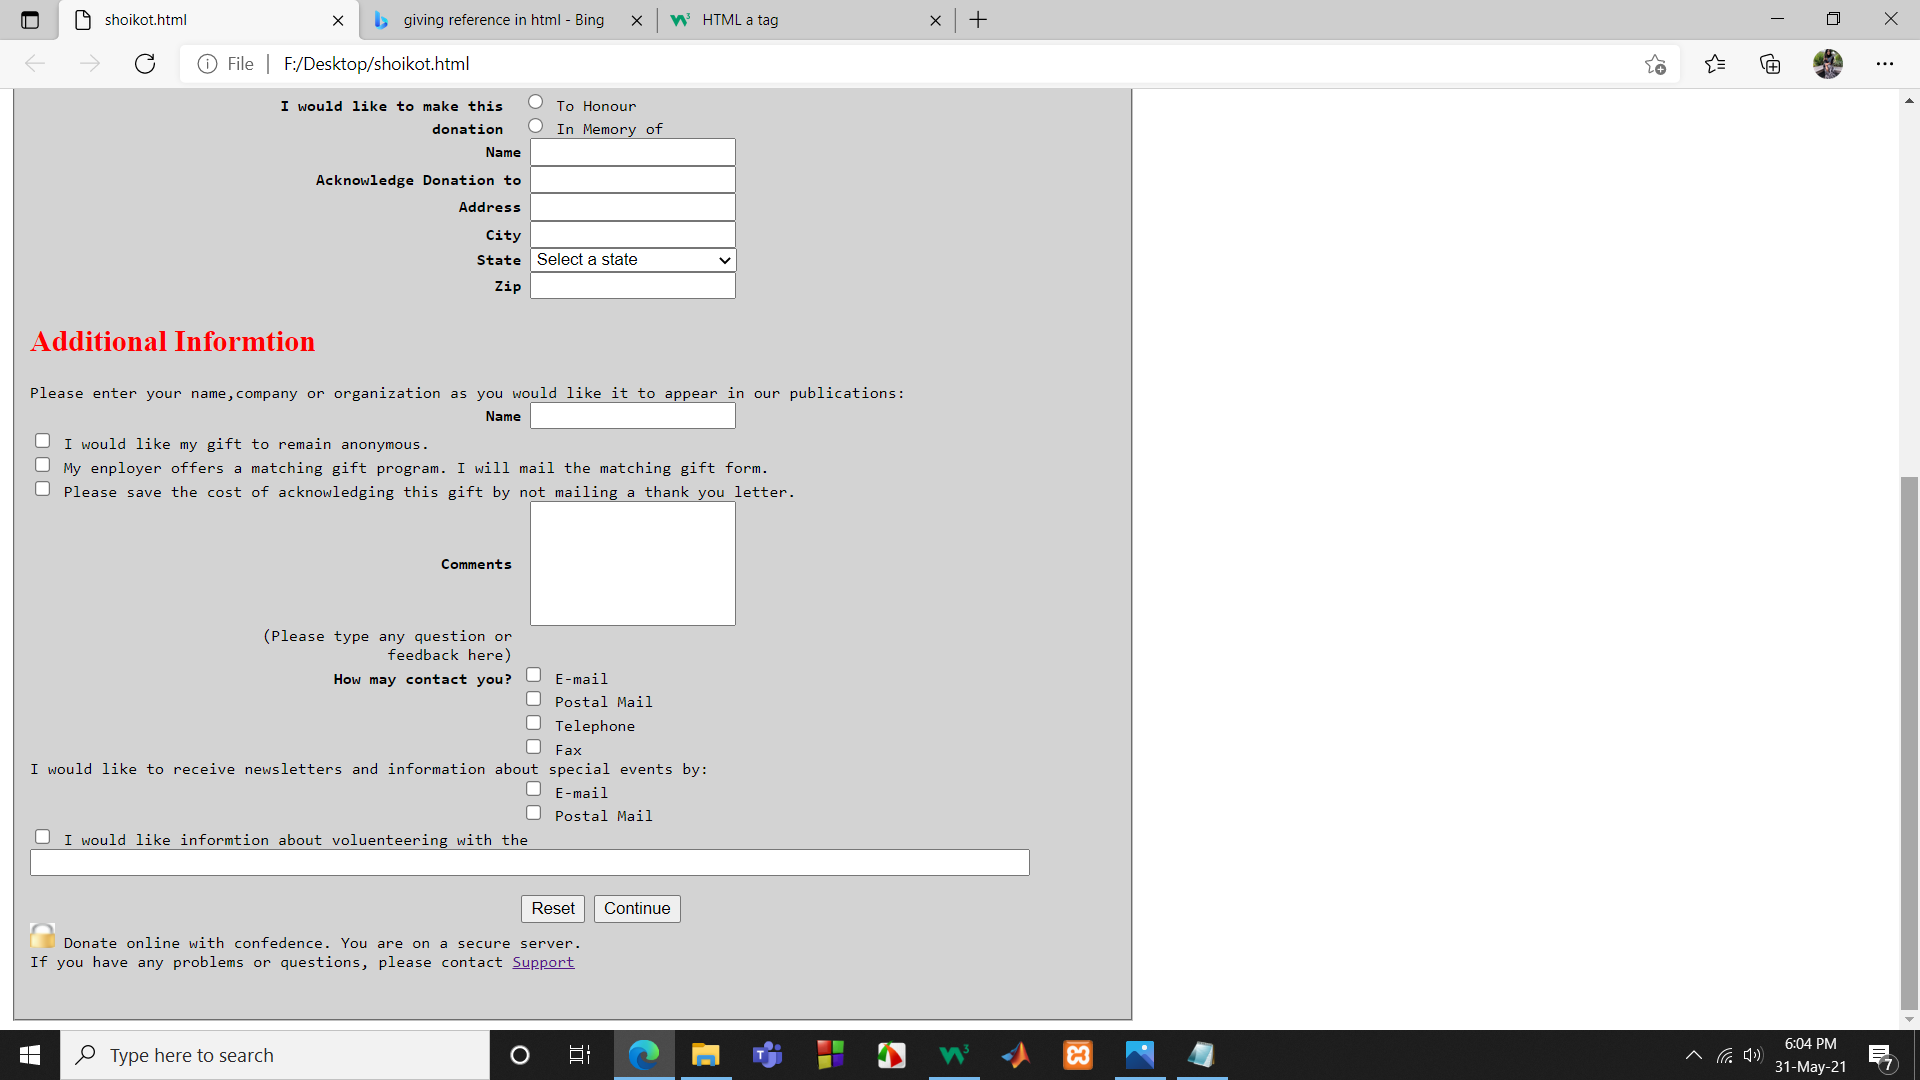 shoikot.html
giving reference in html - Bing
HTML a tag
File
F:/Desktop/shoikot.html
I would like to make this To Honour
donation In Memory of
Name
Acknowledge Donation to
Address
City
State Select a state
Zip
Additional Informtion
Please enter your name,company or organization as you would like it to appear in our publications:
Name
I would like my gift to remain anonymous.
My enployer offers a matching gift program. I will mail the matching gift form.
Please save the cost of acknowledging this gift by not mailing a thank you letter.
Comments
(Please type any question or
feedback here)
How may contact you? E-mail
Postal Mail
Telephone
Fax
I would like to receive newsletters and information about special events by:
E-mail
Postal Mail
I would like informtion about voluenteering with the
Reset Continue
Donate online with confedence. You are on a secure server.
If you have any problems or questions, please contact Support
Type here to search
6:04 PM
31-May-21
7